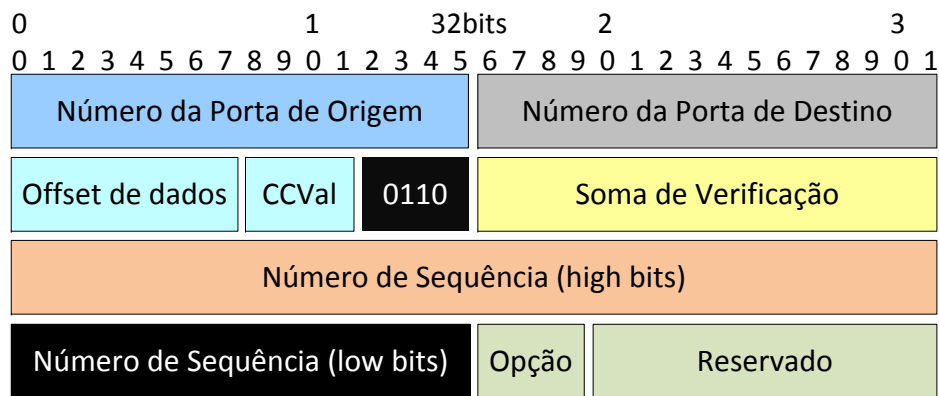 0 1 32bits 2 3
0 1 2 3 4 5 6 7 8 9 0 1 2 3 4 5 6 7 8 9 0 1 2 3 4 5 6 7 8 9 0 1
Número da Porta de Origem Número da Porta de Destino
Offset de dados CCVal 0110 Soma de Verificação
Número de Sequência (high bits)
Número de Sequência (low bits) Opção Reservado